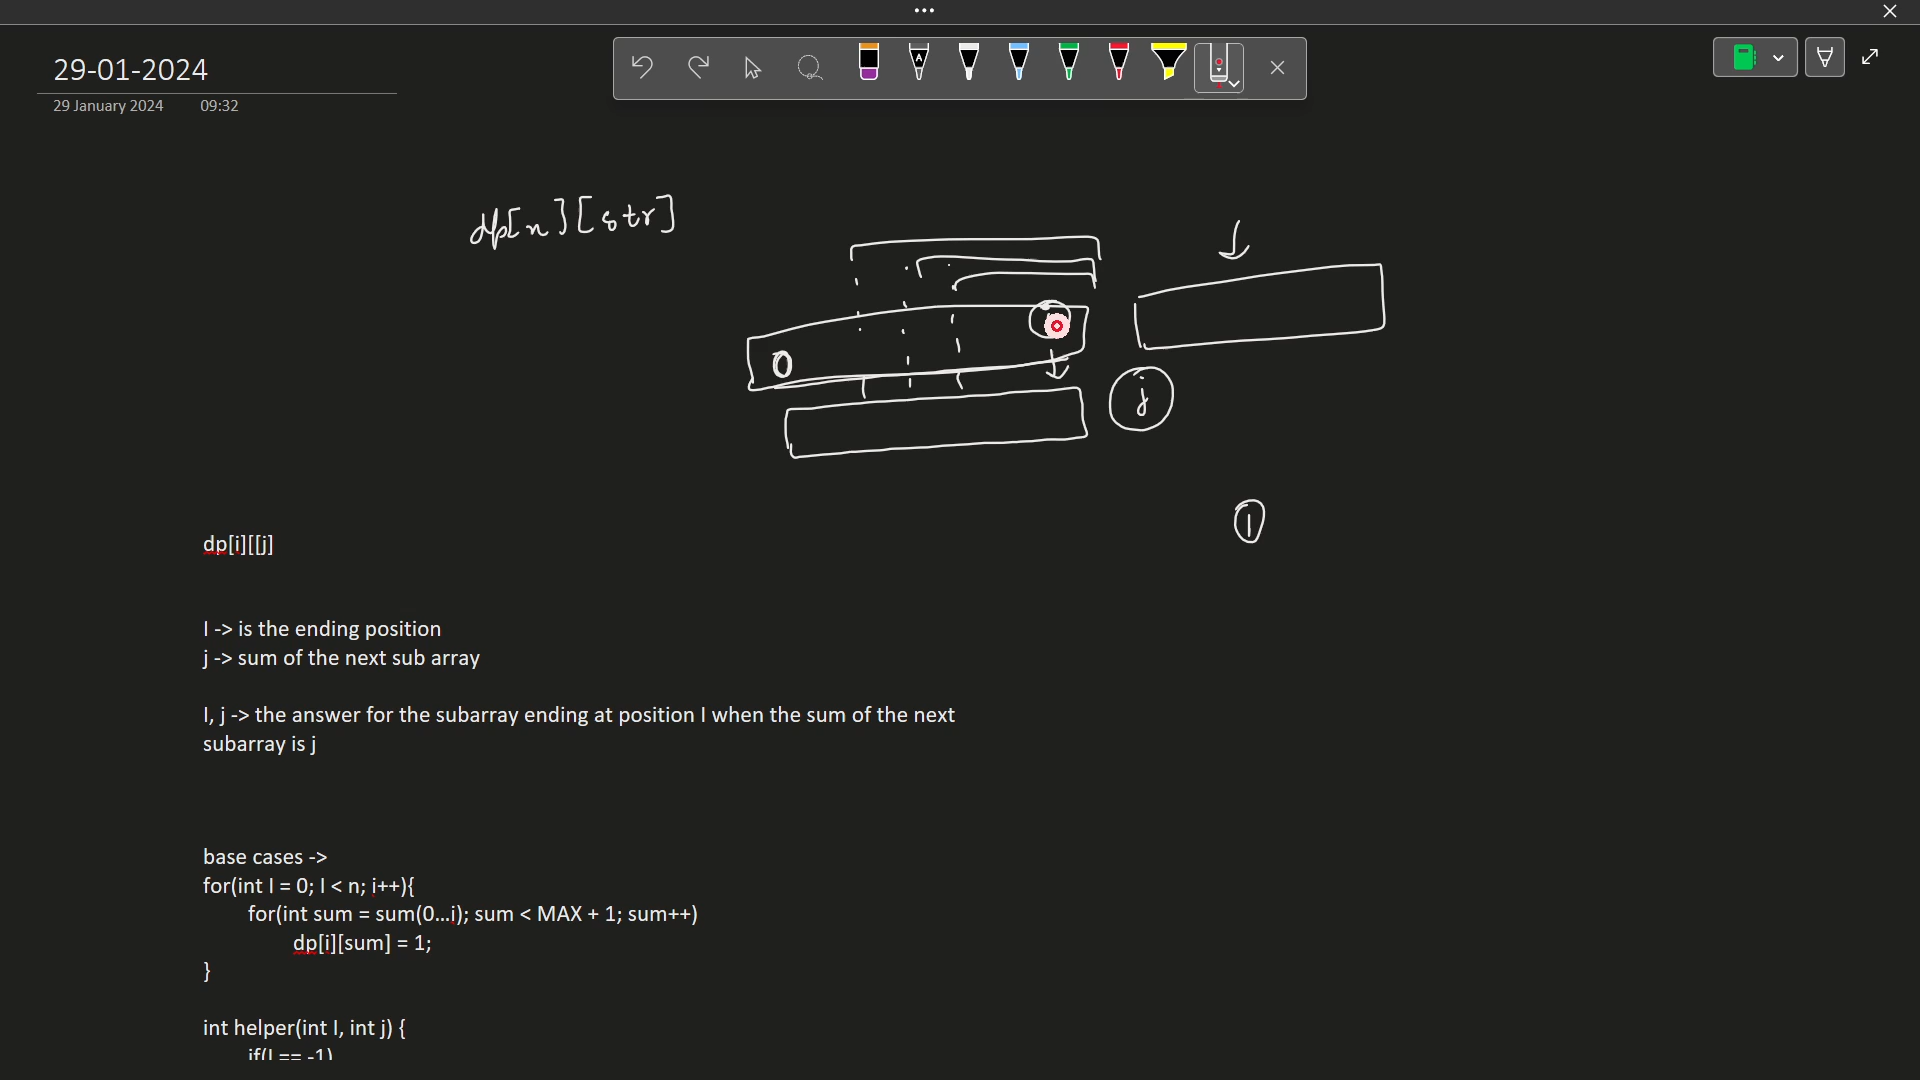 29-01-2024
29 January 2024 09:32
dp[n][str]
0
j
1
dp[i][[j]
I -> is the ending position
j -> sum of the next sub array
I, j -> the answer for the subarray ending at position I when the sum of the next
subarray is j
base cases ->
for(int I = 0; I < n; i++){
for(int sum = sum(0...i); sum < MAX + 1; sum++)
dp[i][sum] = 1;
}
int helper(int I, int j) {
if(I == -1)